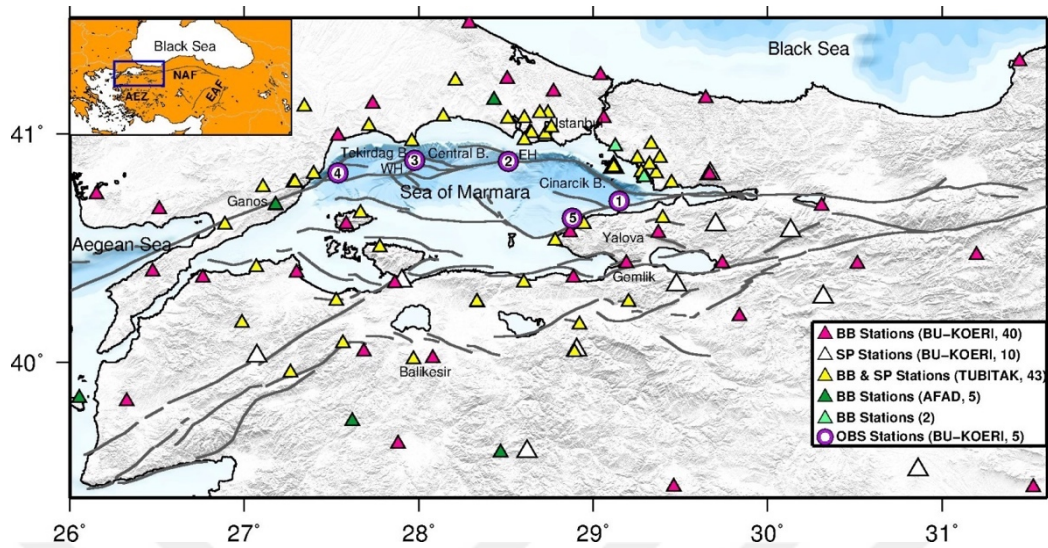 Black Sea
NAF
EAF
AEZ
Black Sea
41˚
İstanbul
Tekirdag B.
Central B.
EH
WH
Cinarcik B.
Sea of Marmara
Ganos
4
3
2
1
5
Aegean Sea
Yalova
Gemlik
40˚
Balikesir
BB Stations (BU-KOERI, 40)
SP Stations (BU-KOERI, 10)
BB & SP Stations (TUBITAK, 43)
BB Stations (AFAD, 5)
BB Stations (2)
OBS Stations (BU-KOERI, 5)
26˚ 27˚ 28˚ 29˚ 30˚ 31˚